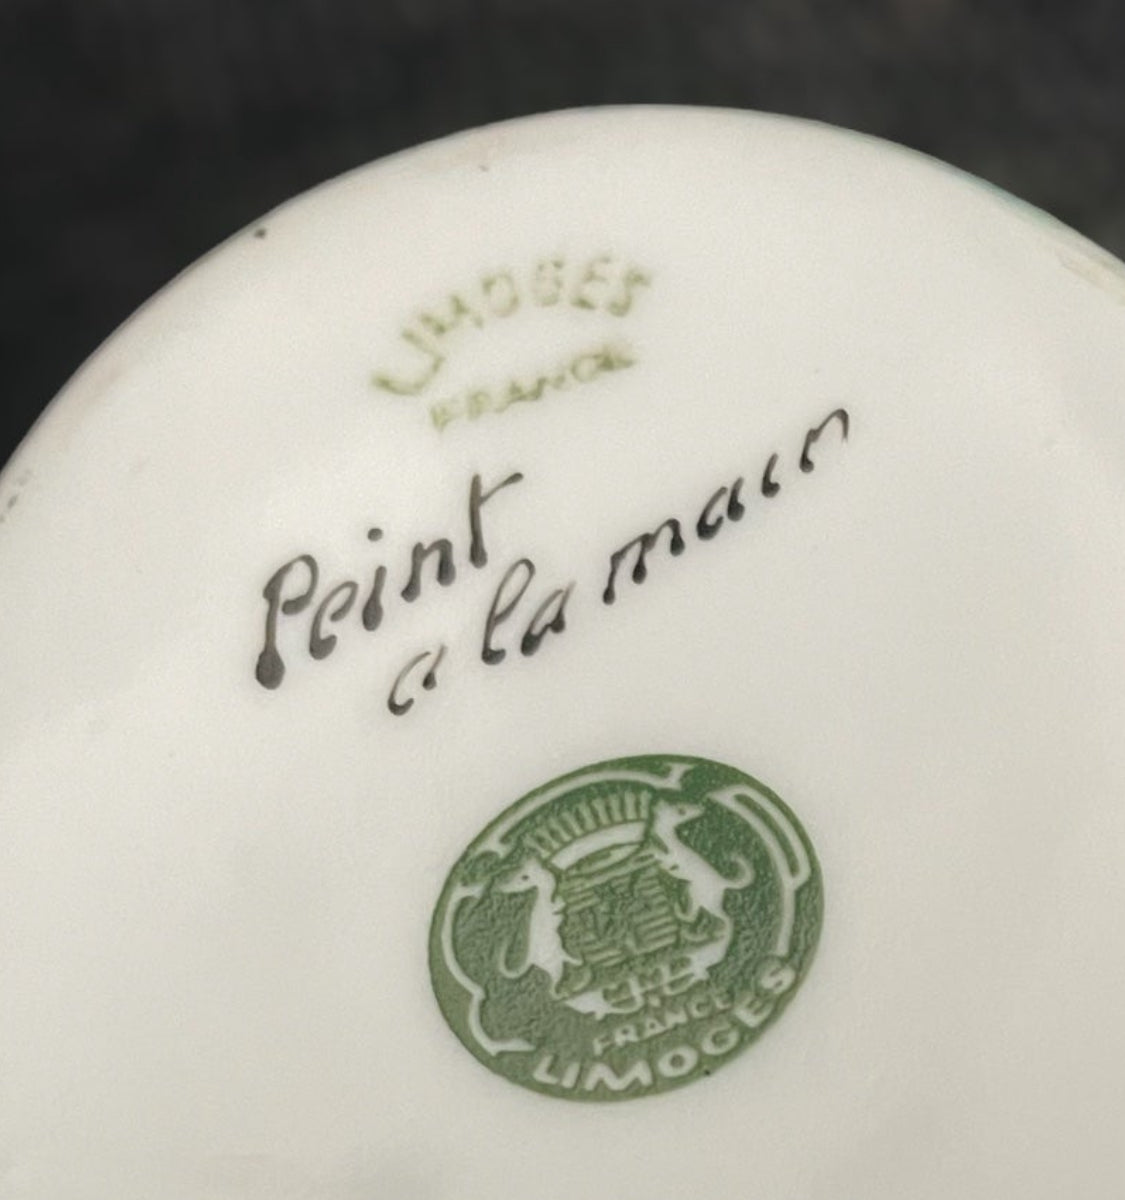 LIMOGES
FRANCE
Peint
a la main
FRANCE
LIMOGES